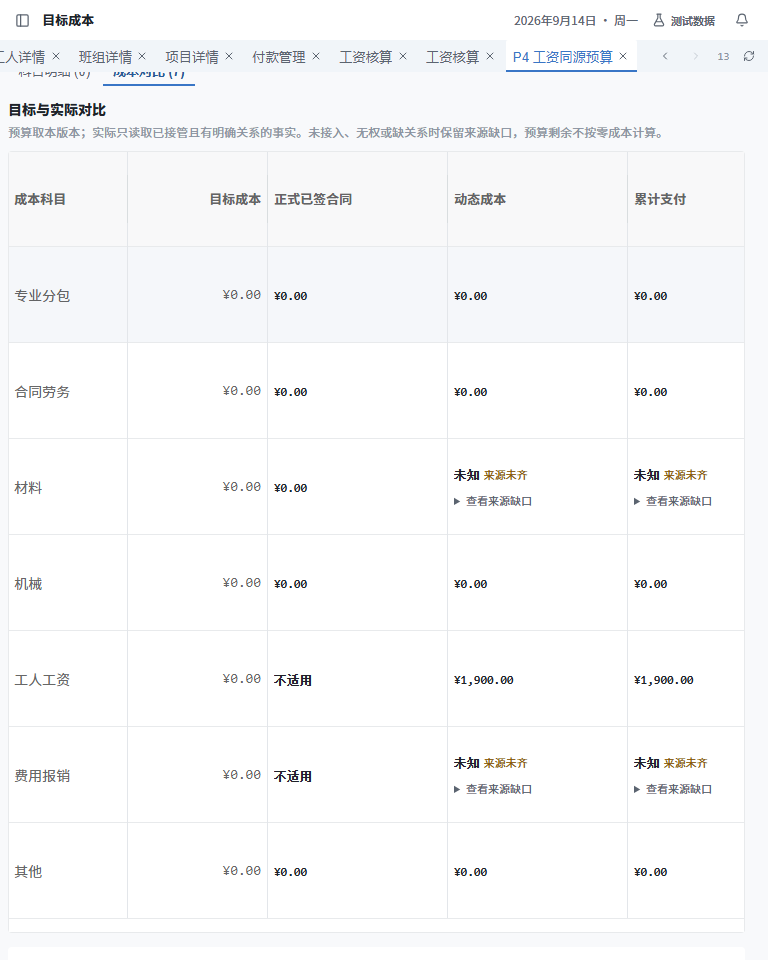 目标成本
2026年9月14日 · 周一 测试数据
工人详情 班组详情 项目详情 付款管理 工资核算 工资核算 P4 工资同源预算 13
科目明细 (0) 成本对比 (7)
目标与实际对比
预算取本版本；实际只读取已接管且有明确关系的事实。未接入、无权或缺关系时保留来源缺口，预算剩余不按零成本计算。
成本科目 目标成本 正式已签合同 动态成本 累计支付
专业分包 ¥0.00 ¥0.00 ¥0.00 ¥0.00
合同劳务 ¥0.00 ¥0.00 ¥0.00 ¥0.00
材料 ¥0.00 ¥0.00 未知 来源未齐 未知 来源未齐
查看来源缺口 查看来源缺口
机械 ¥0.00 ¥0.00 ¥0.00 ¥0.00
工人工资 ¥0.00 不适用 ¥1,900.00 ¥1,900.00
费用报销 ¥0.00 不适用 未知 来源未齐 未知 来源未齐
查看来源缺口 查看来源缺口
其他 ¥0.00 ¥0.00 ¥0.00 ¥0.00